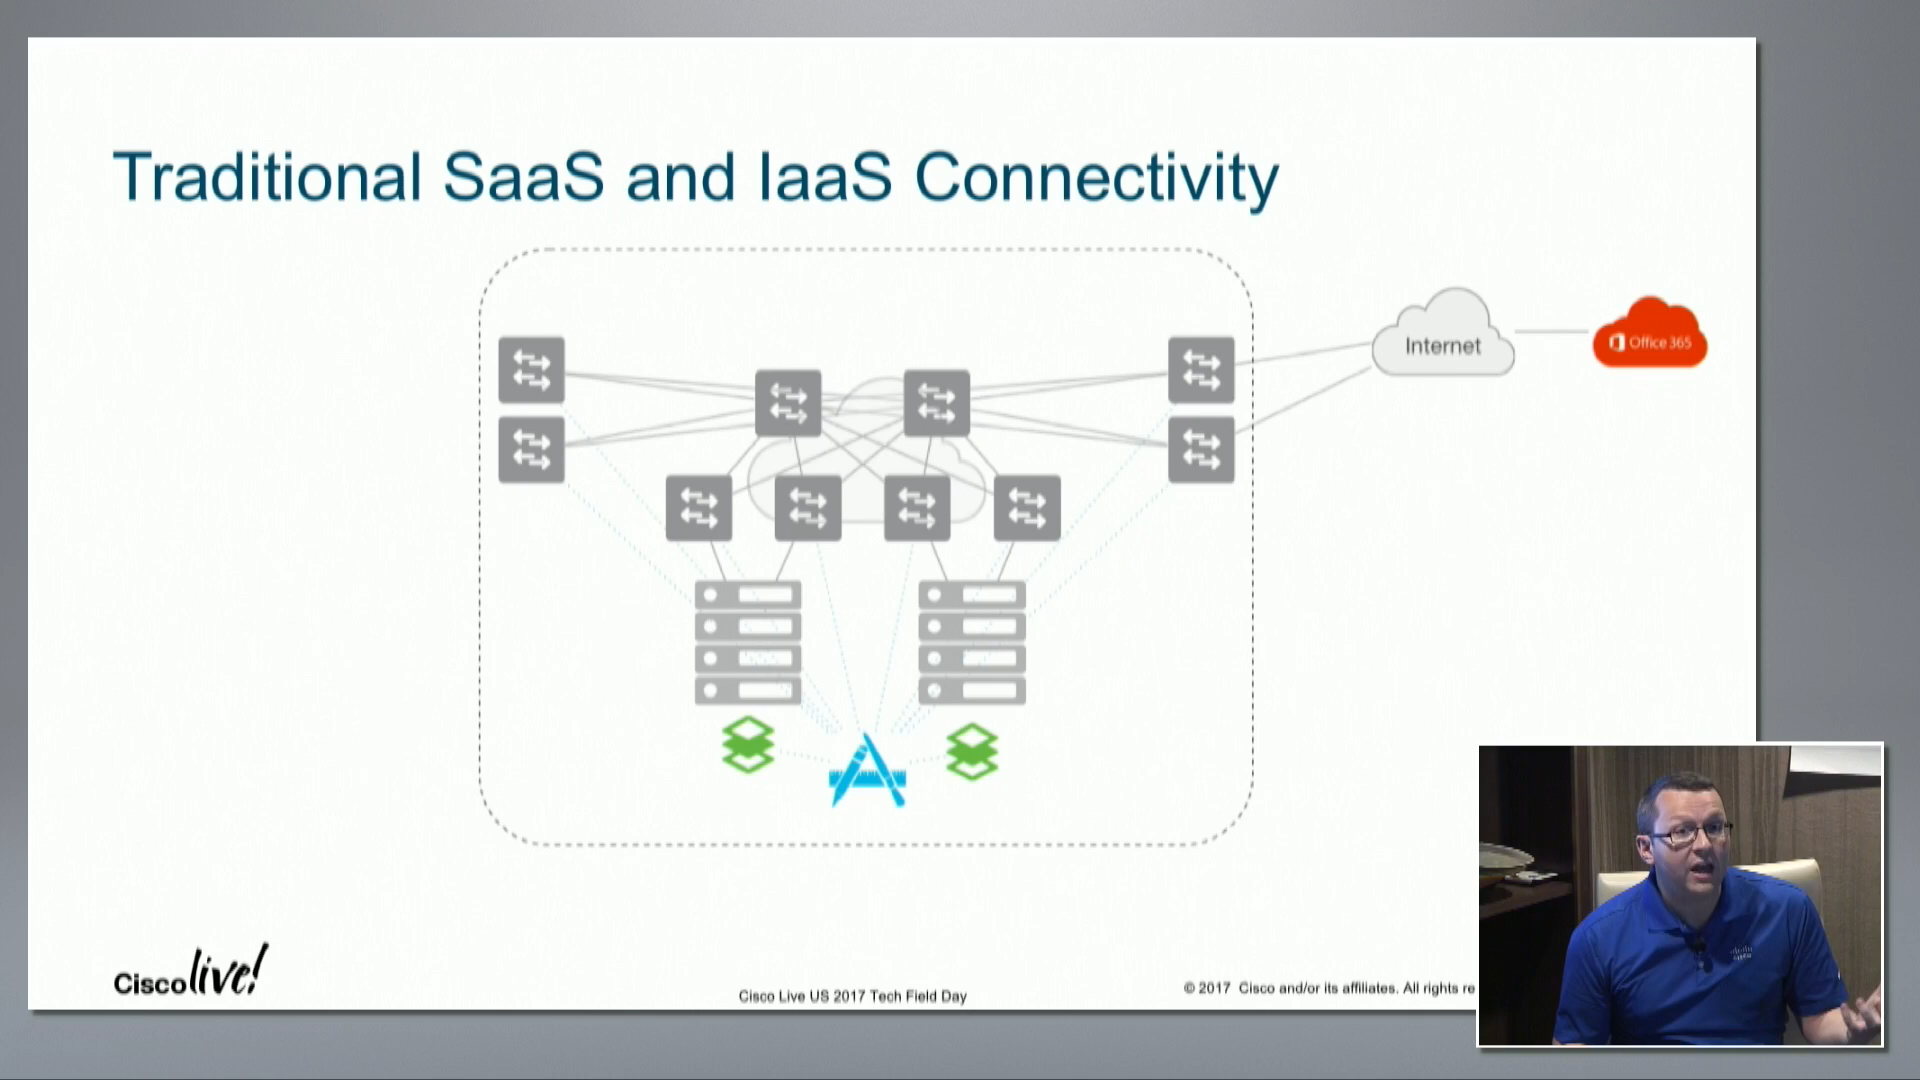 Traditional SaaS and IaaS Connectivity
Internet
Office 365
Cisco live!
Cisco Live US 2017 Tech Field Day
© 2017 Cisco and/or its affiliates. All rights re